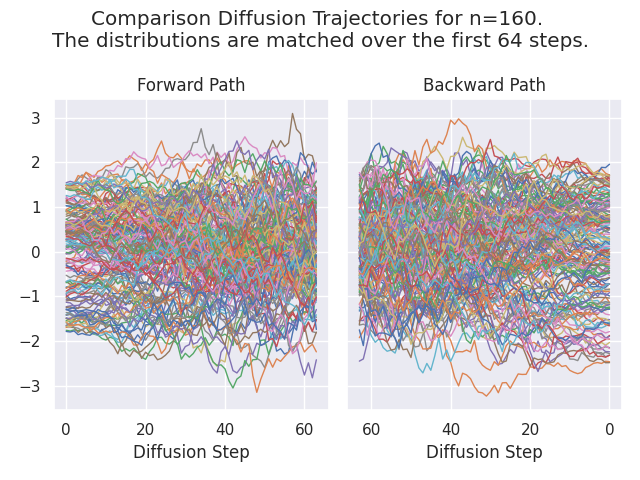 Comparison Diffusion Trajectories for n=160.
The distributions are matched over the first 64 steps.
Forward Path
Backward Path
3
2
1
0
−1
−2
−3
0 20 40 60
60 40 20 0
Diffusion Step
Diffusion Step